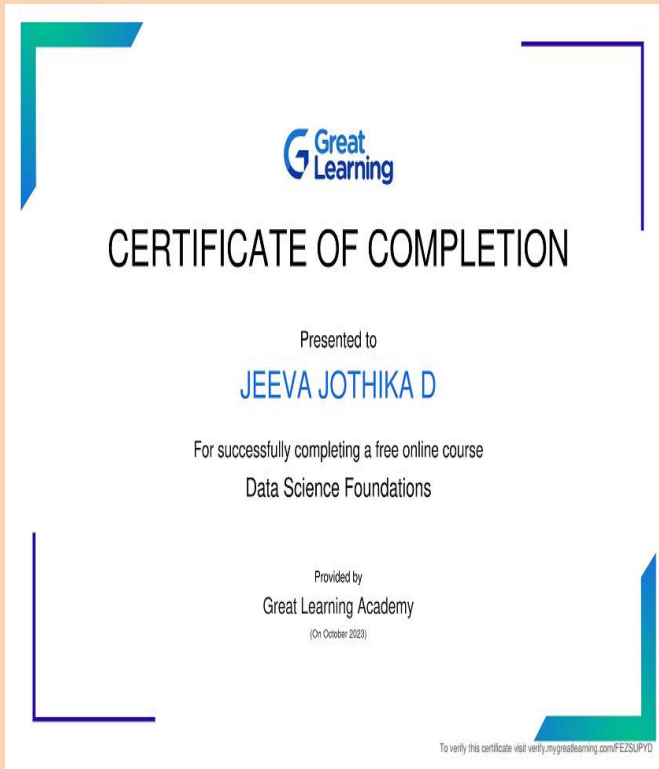 Great
Learning
CERTIFICATE OF COMPLETION
Presented to
JEEVA JOTHIKA D
For successfully completing a free online course
Data Science Foundations
Provided by
Great Learning Academy
(On October 2023)
To verify this certificate visit verify.mygreatlearning.com/FEZSUPYD